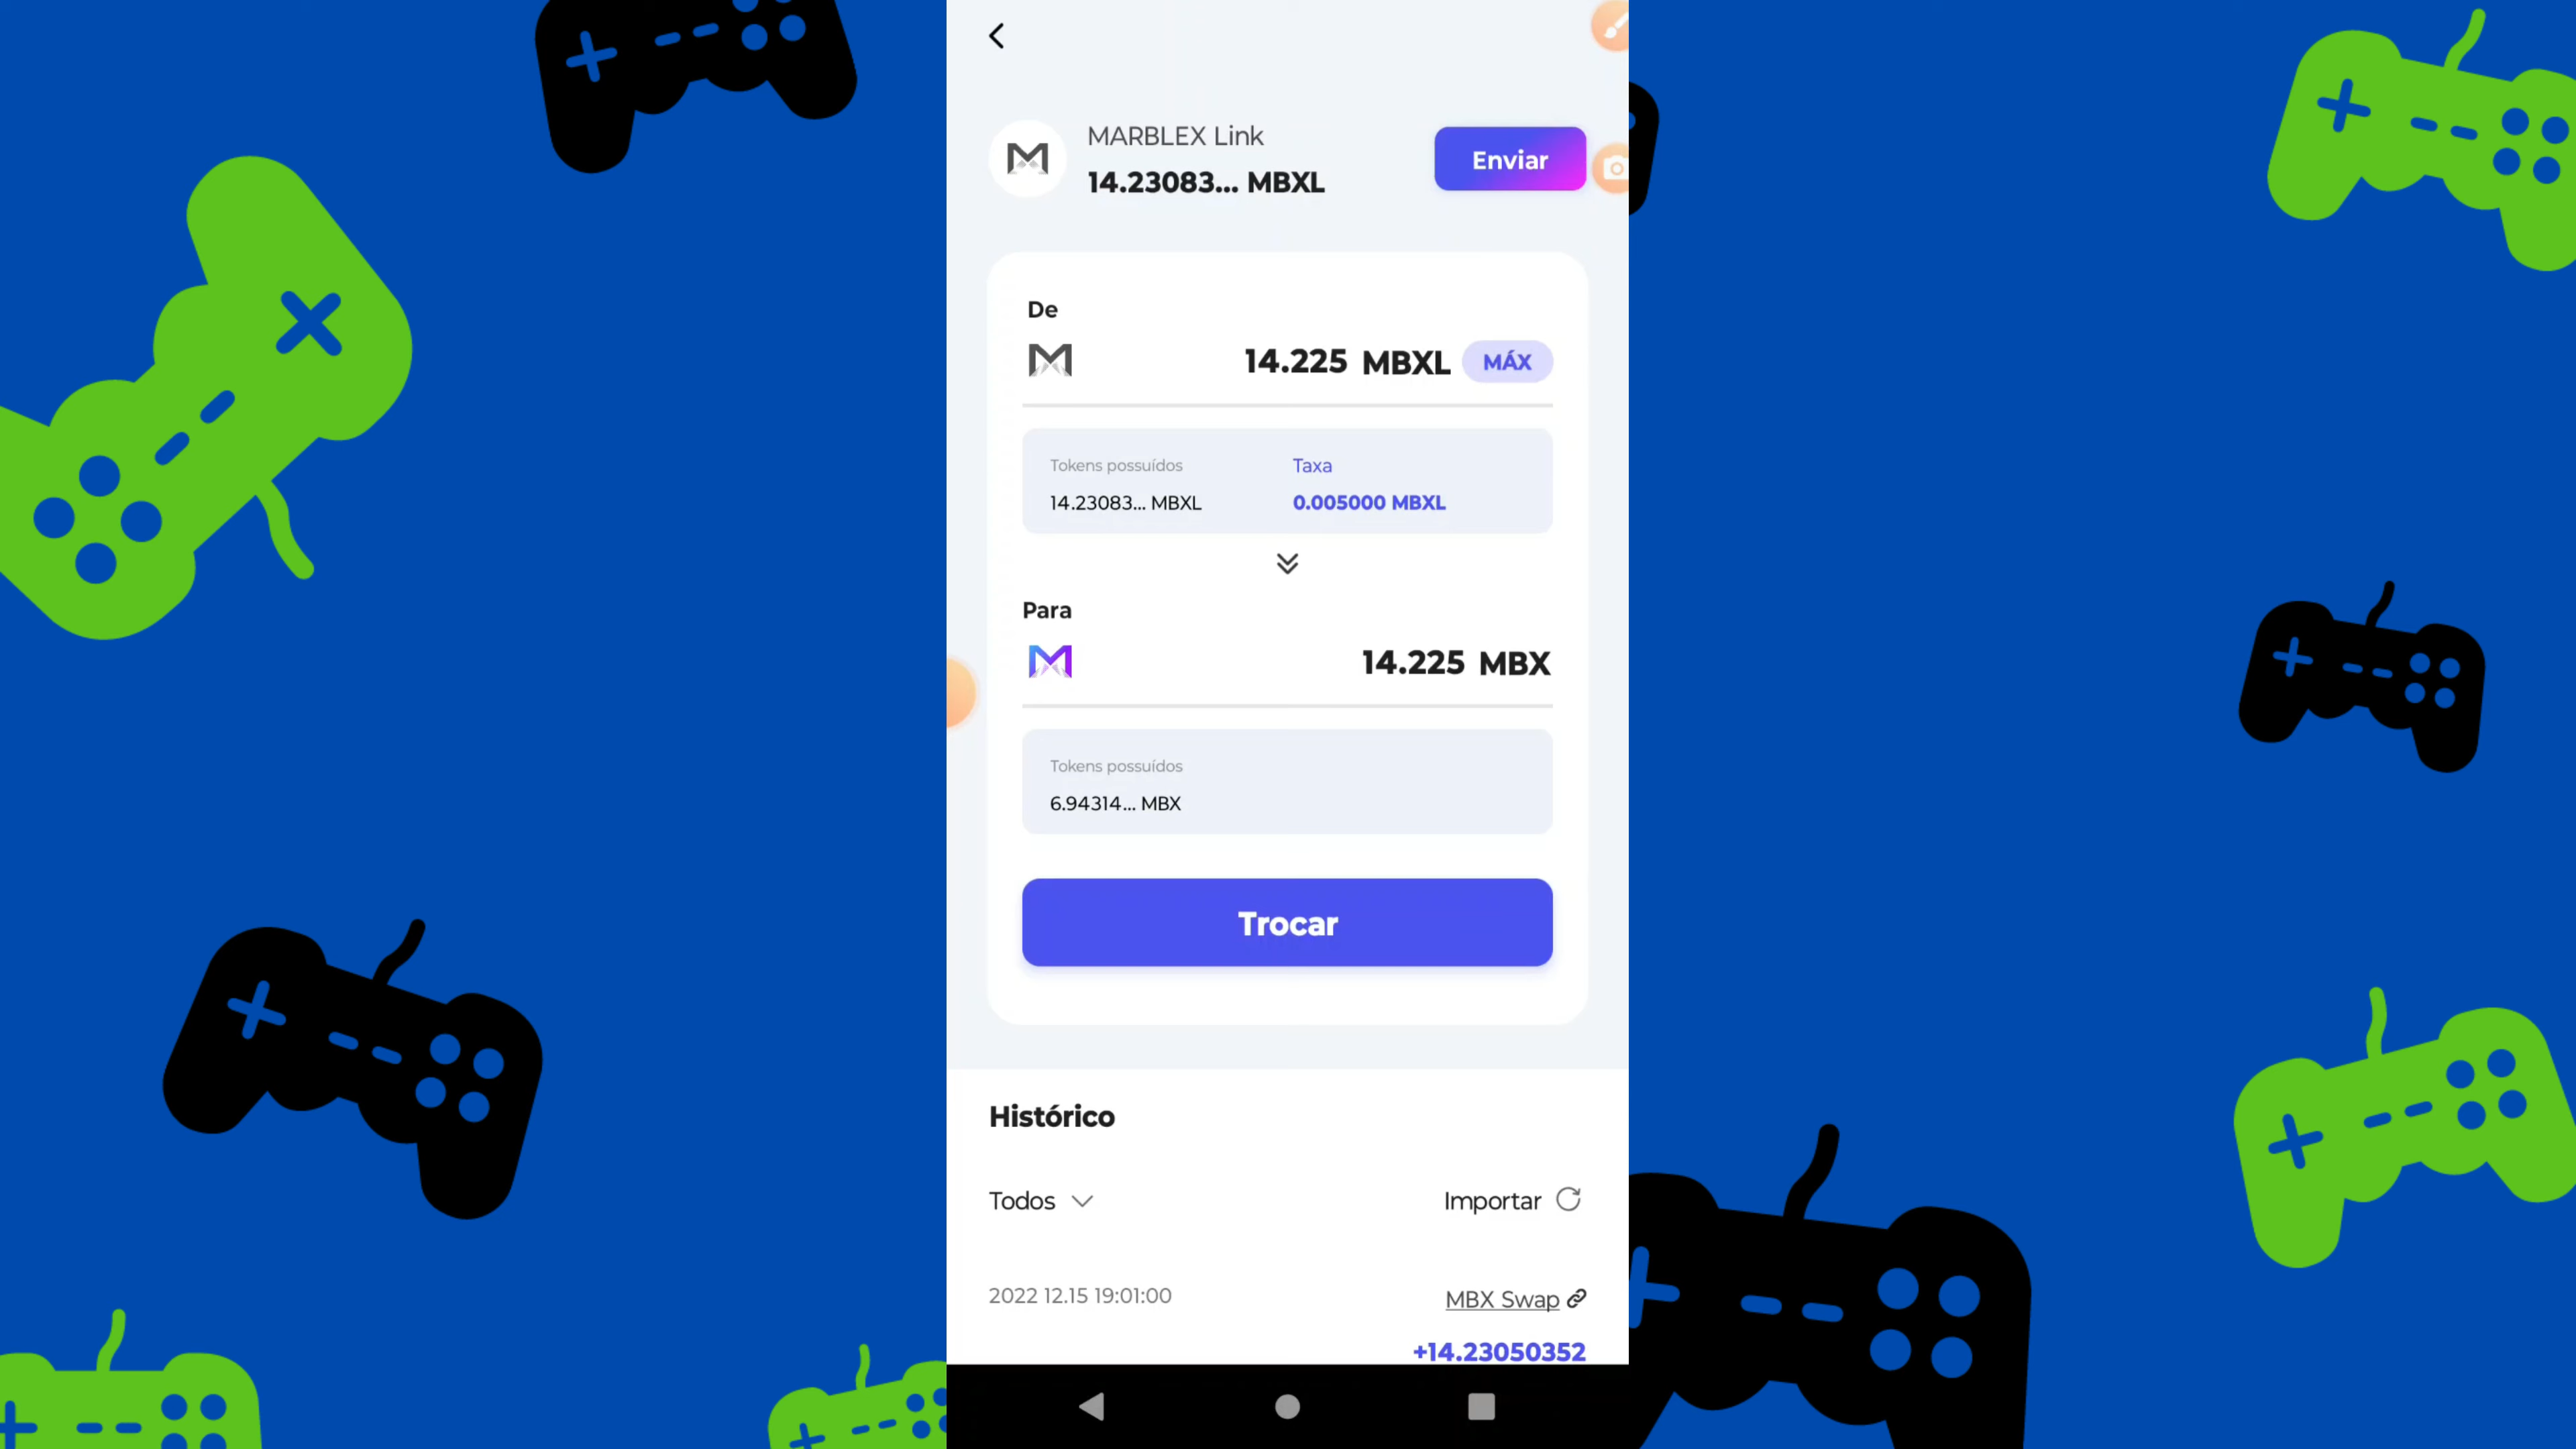 MARBLEX Link
14.23083... MBXL
Enviar
De
14.225 MBXL MÁX
Tokens possuídos Taxa
14.23083... MBXL 0.005000 MBXL
Para
14.225 MBX
Tokens possuídos
6.94314... MBX
Trocar
Histórico
Todos Importar
2022 12.15 19:01:00 MBX Swap
+14.23050352